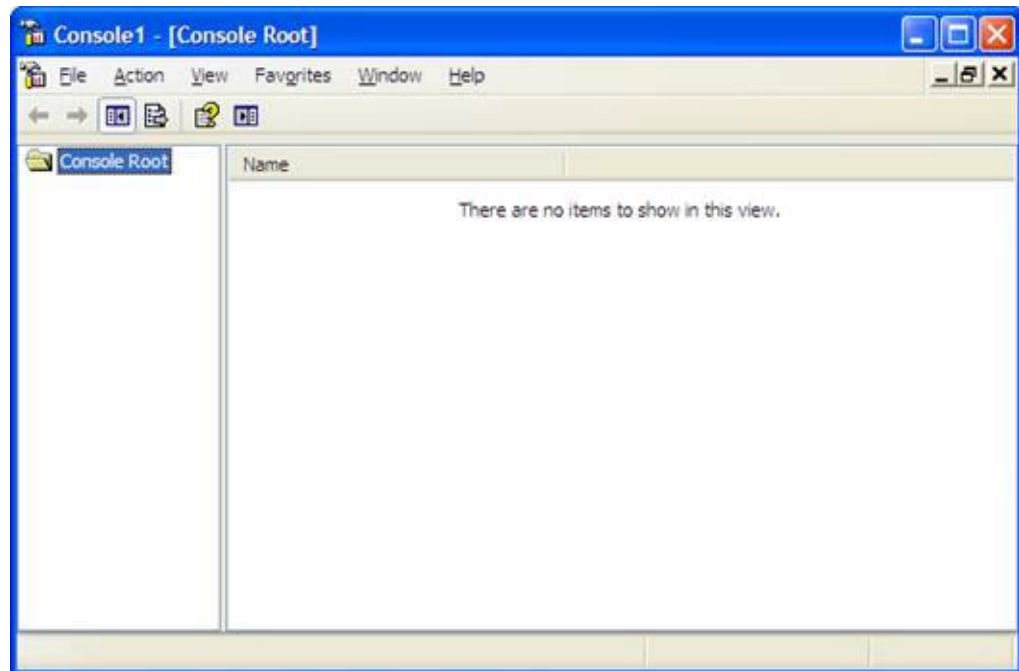 Console1 - [Console Root]
File Action View Favorites Window Help
Console Root
Name
There are no items to show in this view.